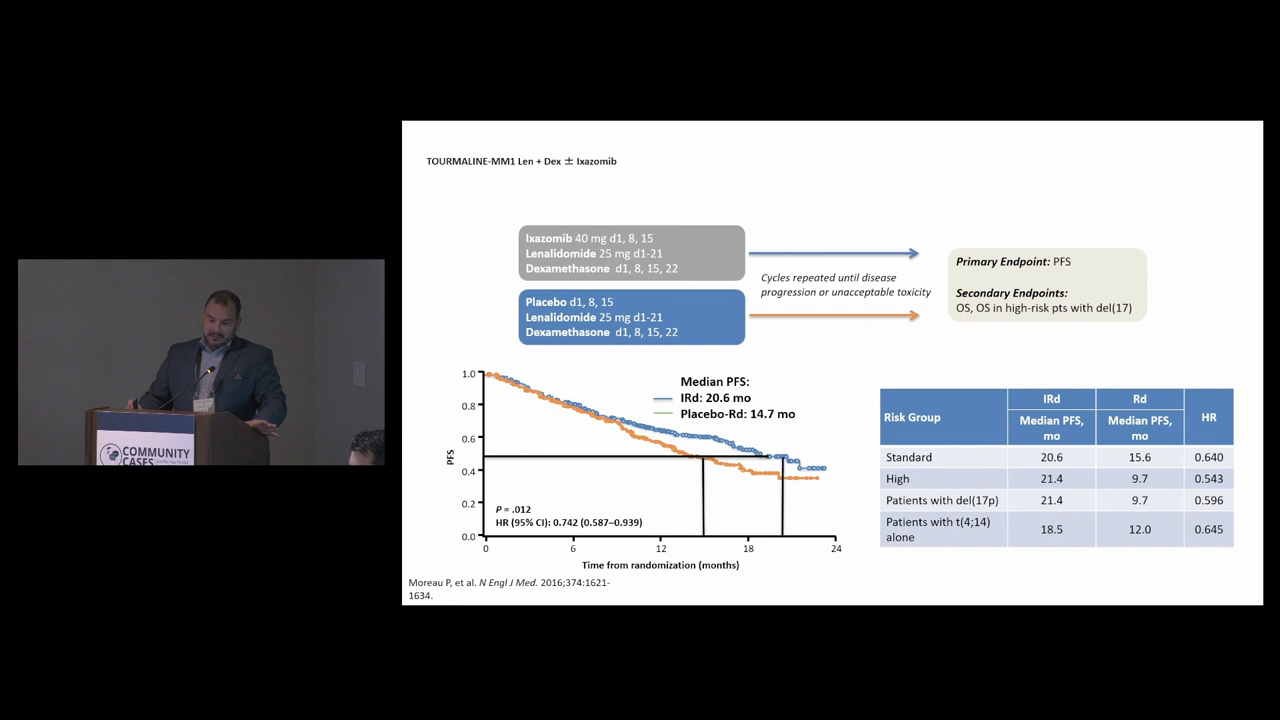 TOURMALINE-MM1 Len + Dex ± Ixazomib
Ixazomib 40 mg d1, 8, 15
Lenalidomide 25 mg d1-21
Dexamethasone d1, 8, 15, 22
Placebo d1, 8, 15
Lenalidomide 25 mg d1-21
Dexamethasone d1, 8, 15, 22
Cycles repeated until disease
progression or unacceptable toxicity
Primary Endpoint: PFS
Secondary Endpoints:
OS, OS in high-risk pts with del(17)
Median PFS:
IRd: 20.6 mo
Placebo-Rd: 14.7 mo
1.0
0.8
0.6
0.4
0.2
0.0
PFS
P = .012
HR (95% CI): 0.742 (0.587–0.939)
0 6 12 18 24
Time from randomization (months)
Risk Group IRd Rd HR
Median PFS, mo Median PFS, mo
Standard 20.6 15.6 0.640
High 21.4 9.7 0.543
Patients with del(17p) 21.4 9.7 0.596
Patients with t(4;14) alone 18.5 12.0 0.645
Moreau P, et al. N Engl J Med. 2016;374:1621-
1634.
COMMUNITY
CASES